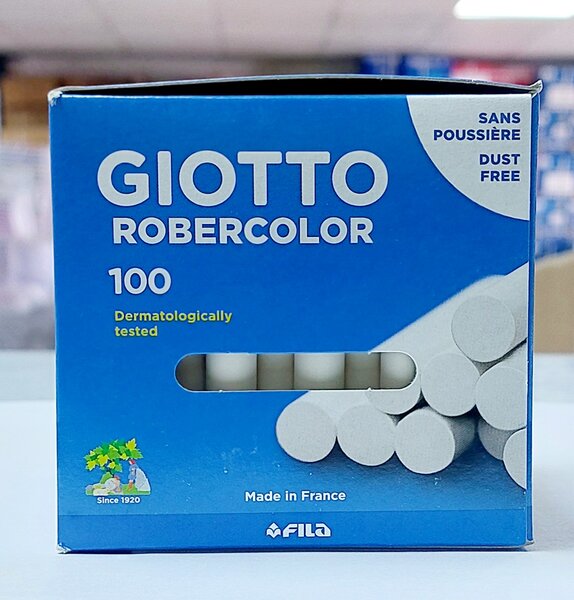 SANS
POUSSIÈRE
DUST
FREE
GIOTTO
ROBERCOLOR
100
Dermatologically
tested
Since 1920
Made in France
FILA